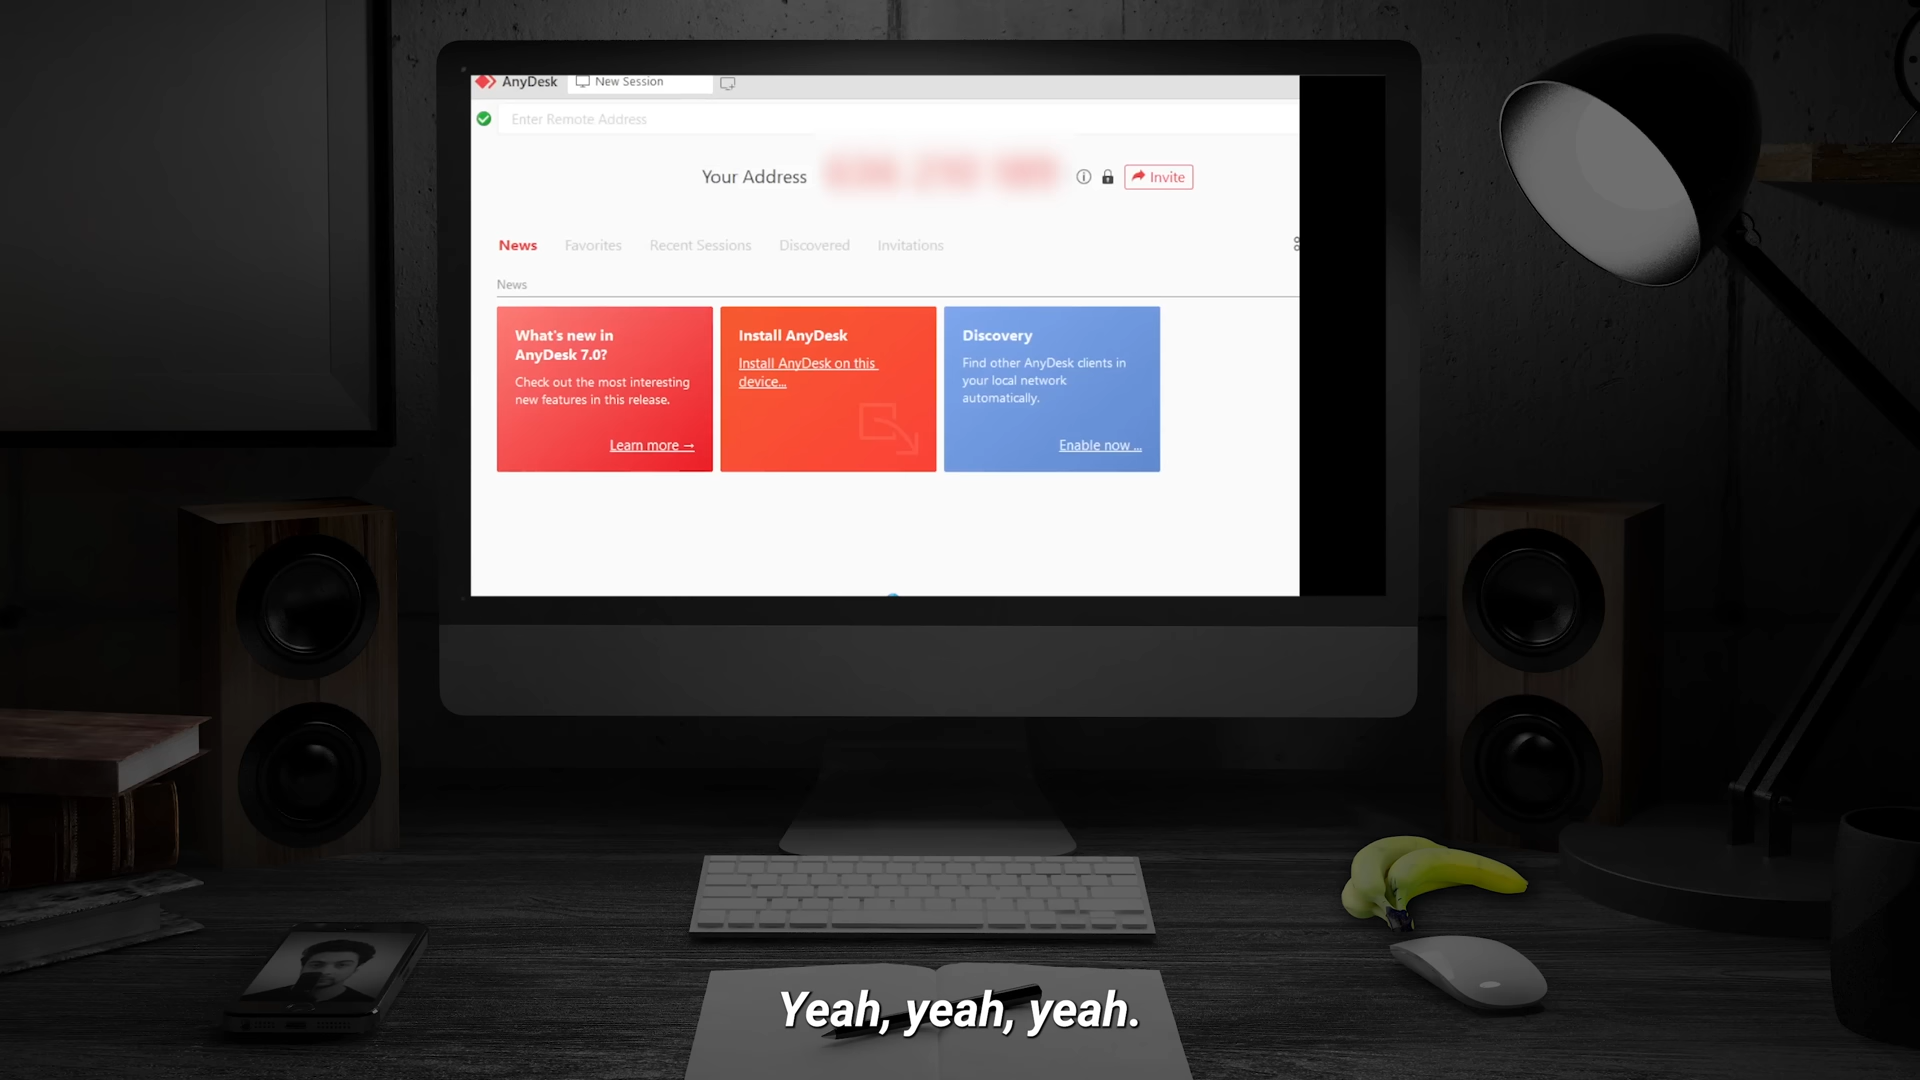 AnyDesk
New Session
Enter Remote Address
Your Address
Invite
News
Favorites
Recent Sessions
Discovered
Invitations
News
What's new in
AnyDesk 7.0?
Check out the most interesting
new features in this release.
Learn more →
Install AnyDesk
Install AnyDesk on this
device...
Discovery
Find other AnyDesk clients in
your local network
automatically.
Enable now ...
Yeah, yeah, yeah.